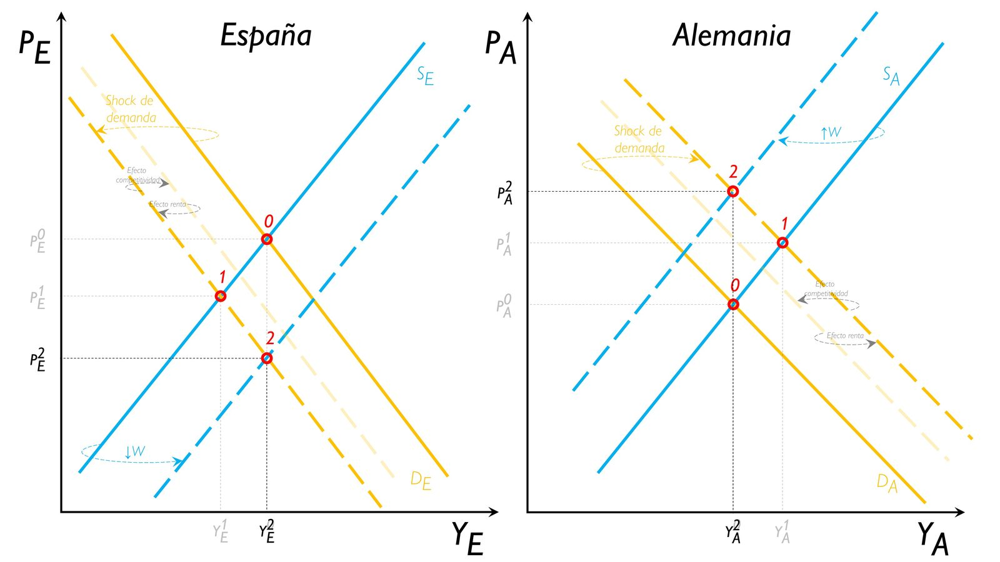 España
P_E
S_E
Shock de
demanda
Efecto
competitividad
Efecto renta
0
P_E^0
1
P_E^1
2
P_E^2
↓W
D_E
Y_E^1
Y_E^2
Y_E
Alemania
P_A
S_A
↑W
Shock de
demanda
2
P_A^2
1
P_A^1
0
P_A^0
Efecto
competitividad
Efecto renta
D_A
Y_A^2
Y_A^1
Y_A